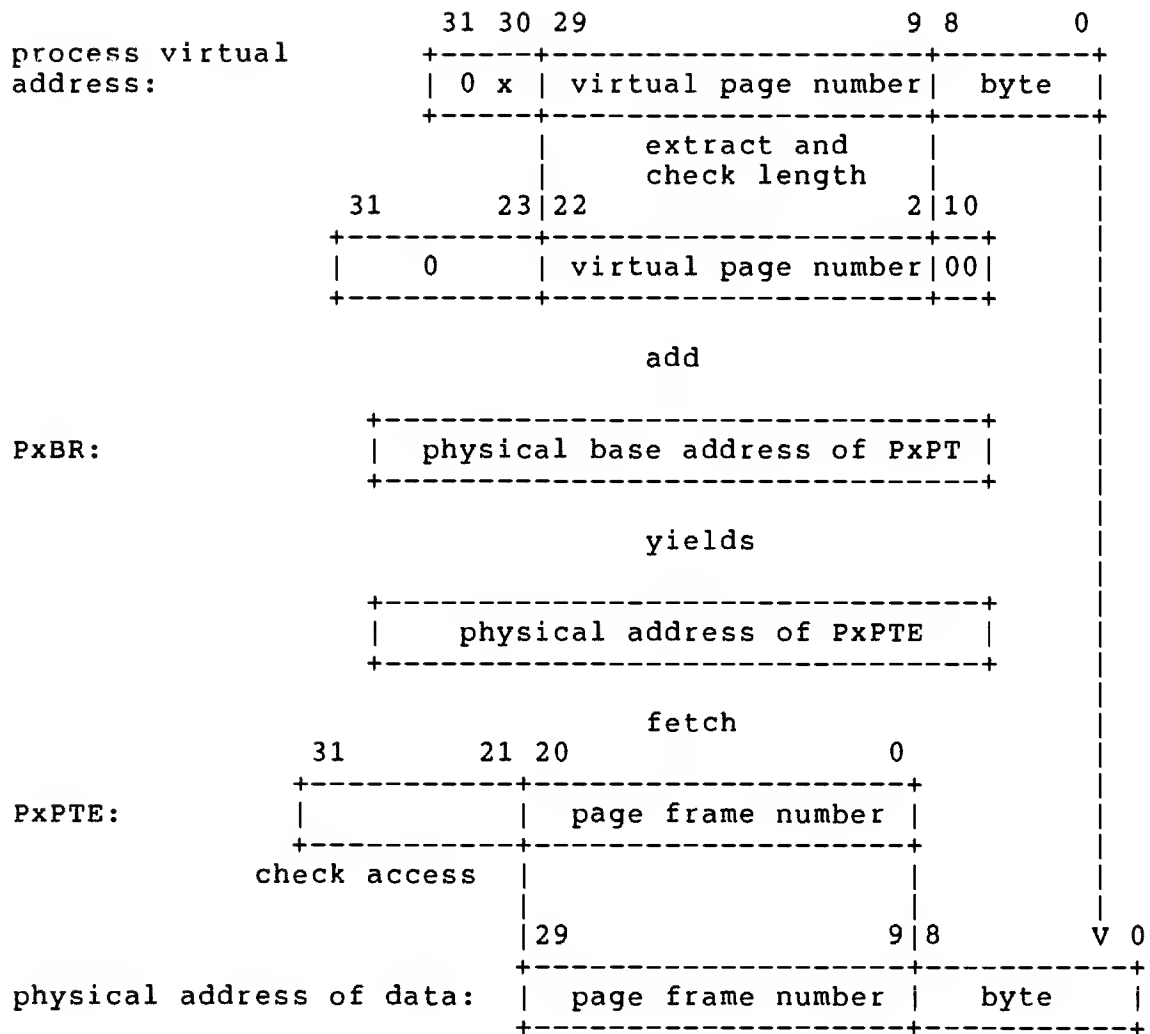 31 30 29 9 8 0
process virtual
address: 0 x virtual page number byte
extract and
check length
31 23 22 2 10
0 virtual page number 00
add
PxBR: physical base address of PxPT
yields
physical address of PxPTE
fetch
31 21 20 0
PxPTE: page frame number
check access
29 9 8 V 0
physical address of data: page frame number byte